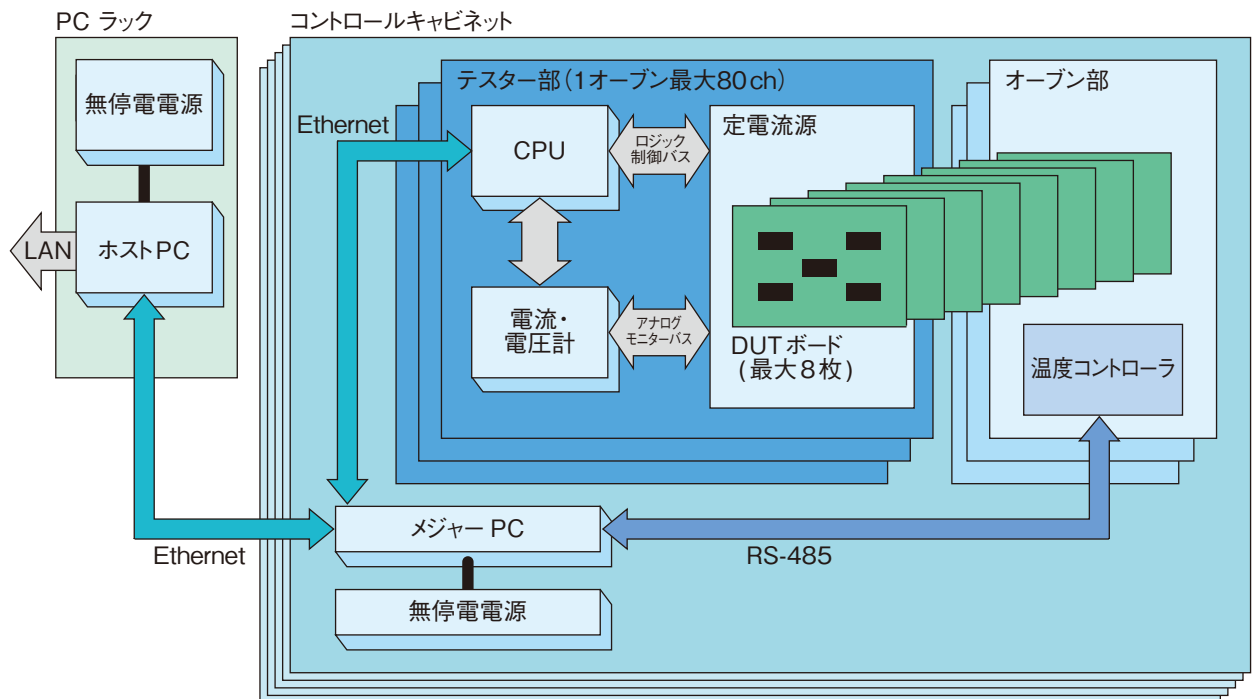 PC ラック
無停電電源
LAN
ホストPC
Ethernet
コントロールキャビネット
Ethernet
テスター部(1オーブン最大80ch)
CPU
ロジック
制御バス
定電流源
電流・
電圧計
アナログ
モニターバス
DUTボード
(最大8枚)
オーブン部
温度コントローラ
メジャー PC
RS-485
無停電電源